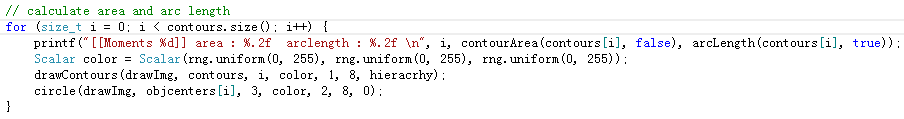 // calculate area and arc length
for (size_t i = 0; i < contours.size(); i++) {
    printf("[[Moments %d]] area : %.2f  arclength : %.2f \n", i, contourArea(contours[i], false), arcLength(contours[i], true));
    Scalar color = Scalar(rng.uniform(0, 255), rng.uniform(0, 255), rng.uniform(0, 255));
    drawContours(drawImg, contours, i, color, 1, 8, hieracrhy);
    circle(drawImg, objcenters[i], 3, color, 2, 8, 0);
}